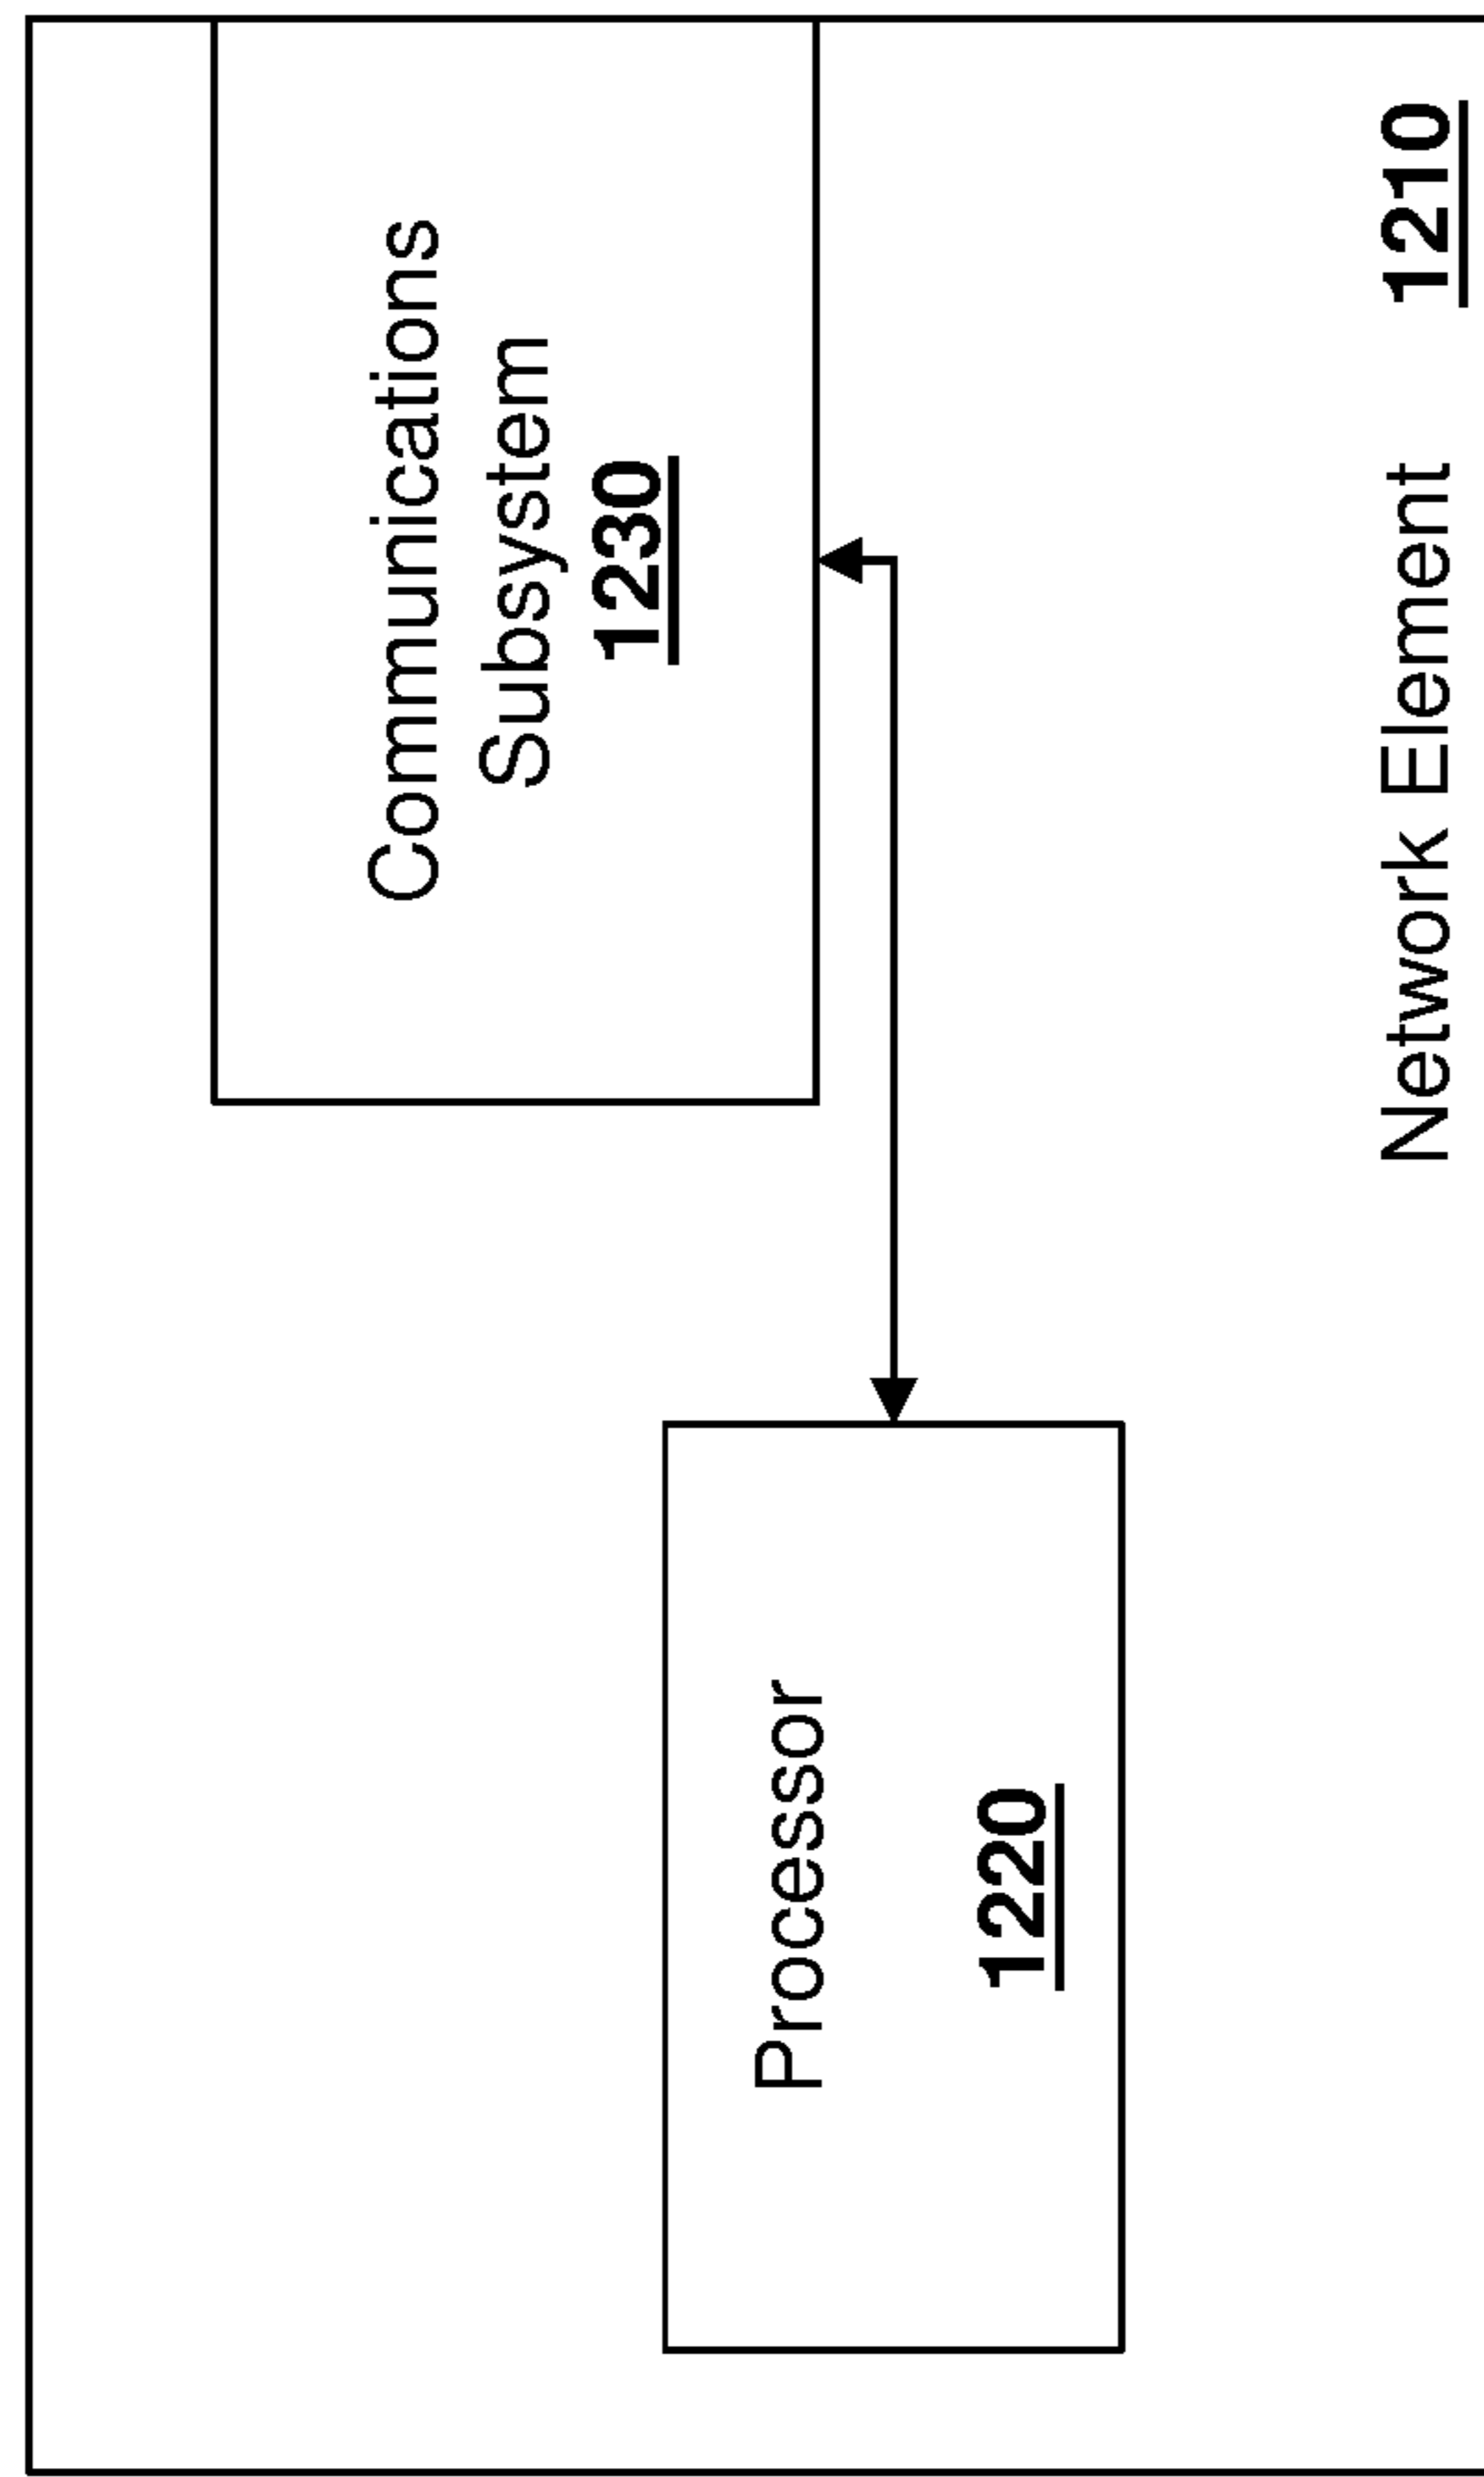 Communications
Subsystem
1230
Processor
1220
Network Element 1210